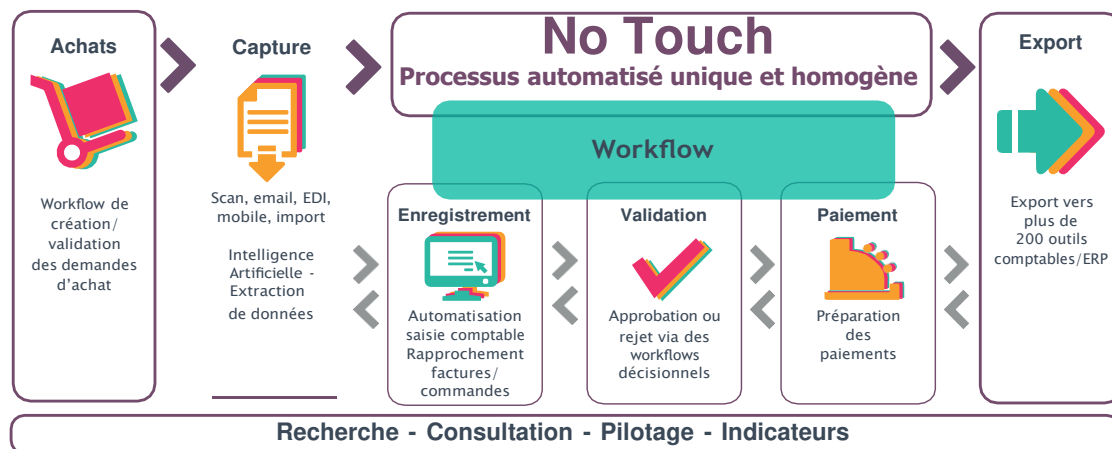 Achats
Workflow de
création/
validation
des demandes
d'achat
Capture
Scan, email, EDI,
mobile, import
Intelligence
Artificielle -
Extraction
de données
No Touch
Processus automatisé unique et homogène
Workflow
Enregistrement
Automatisation
saisie comptable
Rapprochement
factures/
commandes
Validation
Approbation ou
rejet via des
workflows
décisionnels
Paiement
Préparation
des
paiements
Export
Export vers
plus de
200 outils
comptables/ERP
Recherche - Consultation - Pilotage - Indicateurs